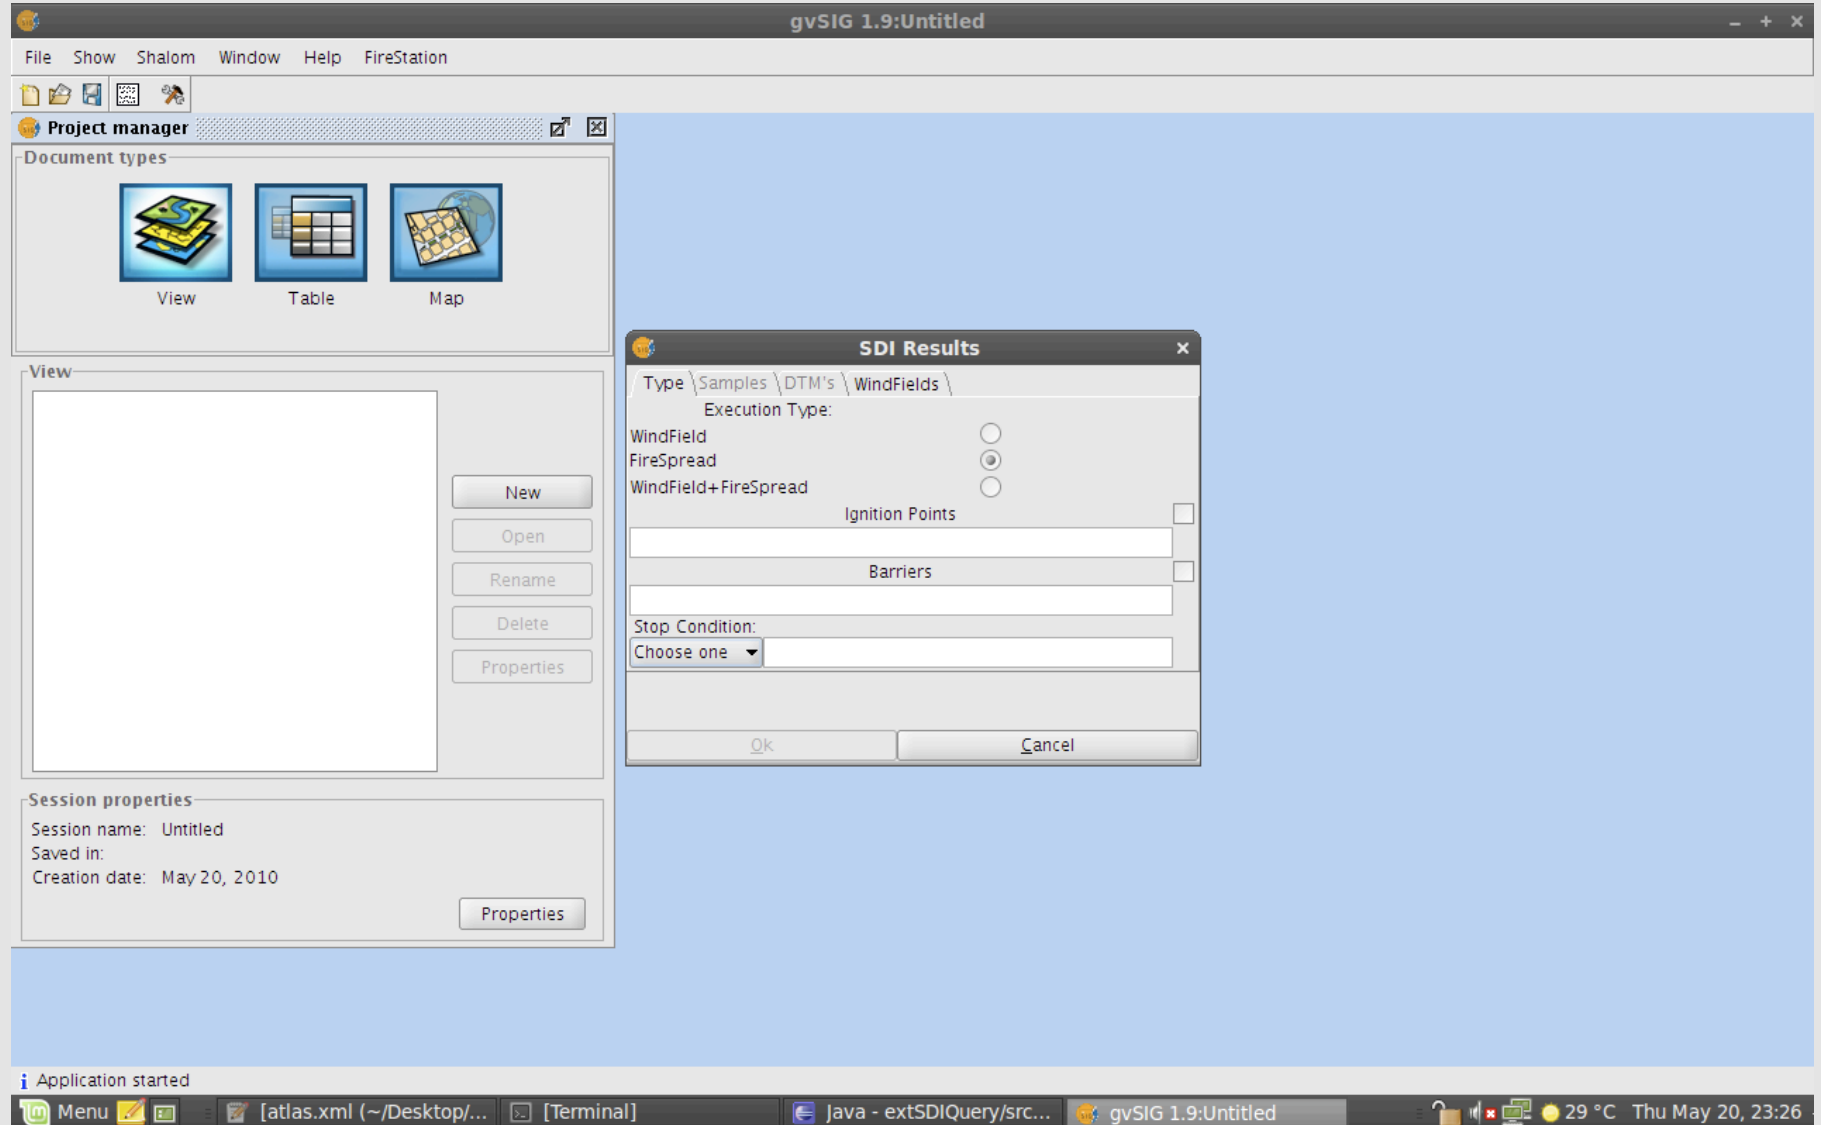 gvSIG 1.9:Untitled
File Show Shalom Window Help FireStation
Project manager
Document types
View Table Map
View
New
Open
Rename
Delete
Properties
Session properties
Session name: Untitled
Saved in:
Creation date: May 20, 2010
Properties
SDI Results
Type Samples DTM's WindFields
Execution Type:
WindField
FireSpread
WindField+FireSpread
Ignition Points
Barriers
Stop Condition:
Choose one
Ok Cancel
Application started
Menu [atlas.xml (~/Desktop/... [Terminal] Java - extSDIQuery/src... gvSIG 1.9:Untitled 29 °C Thu May 20, 23:26